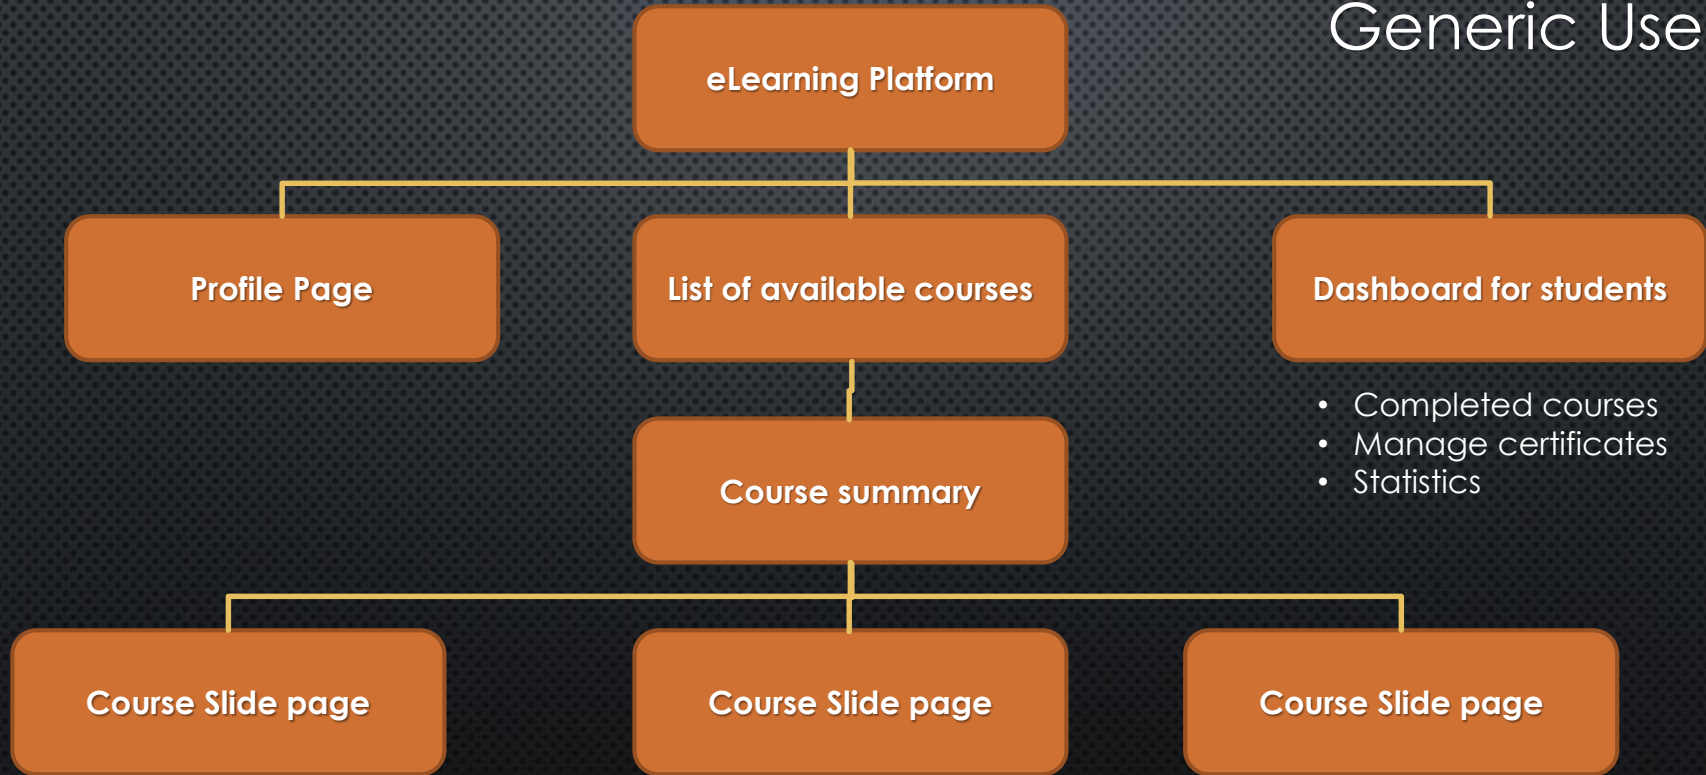 Generic Use
eLearning Platform
Profile Page
List of available courses
Dashboard for students
• Completed courses
• Manage certificates
• Statistics
Course summary
Course Slide page
Course Slide page
Course Slide page